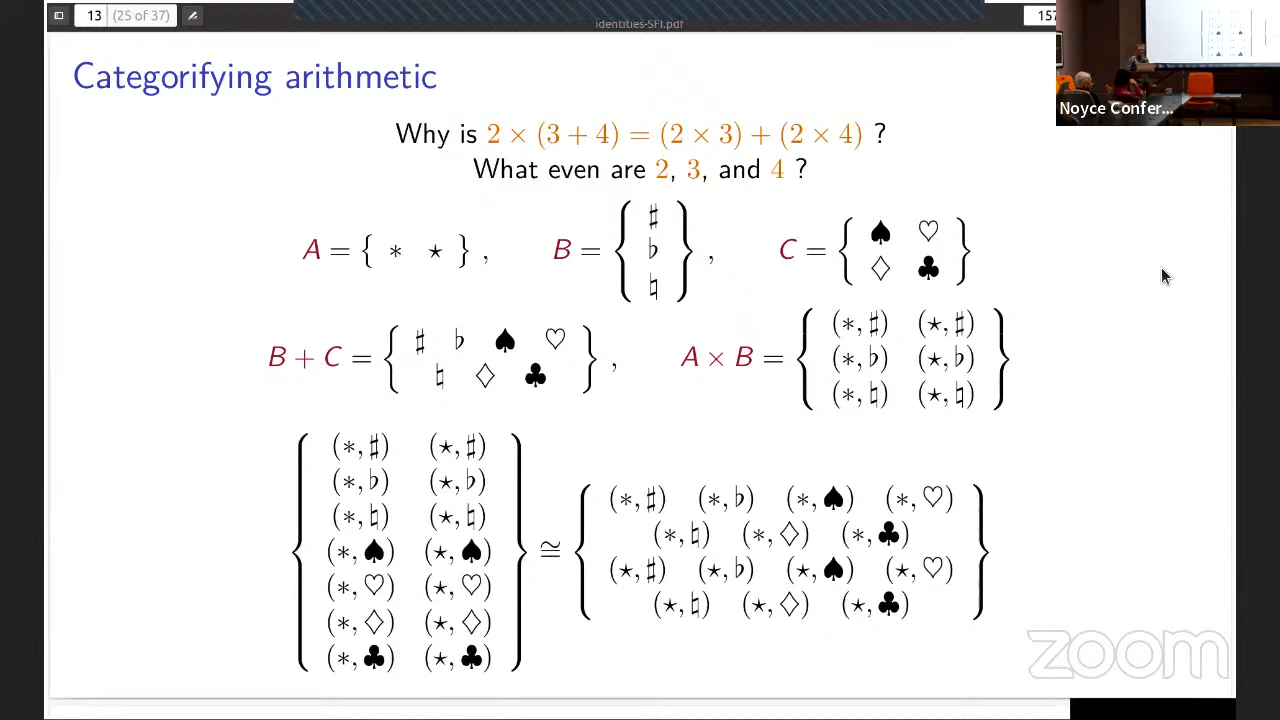 13 (25 of 37)
identities-SFI.pdf
157
Noyce Confer...
Categorifying arithmetic
Why is 2 × (3 + 4) = (2 × 3) + (2 × 4) ?
What even are 2, 3, and 4 ?
A = { ∗ ⋆ } , B = { ♯ ♭ ♮ } , C = { ♠ ♡ ♢ ♣ }
B + C = { ♯ ♭ ♠ ♡ ♮ ♢ ♣ } , A × B = { (∗, ♯) (⋆, ♯) (∗, ♭) (⋆, ♭) (∗, ♮) (⋆, ♮) }
{ (∗, ♯) (⋆, ♯)
(∗, ♭) (⋆, ♭)
(∗, ♮) (⋆, ♮)
(∗, ♠) (⋆, ♠)
(∗, ♡) (⋆, ♡)
(∗, ♢) (⋆, ♢)
(∗, ♣) (⋆, ♣) }
≅
{ (∗, ♯) (∗, ♭) (∗, ♠) (∗, ♡)
(∗, ♮) (∗, ♢) (∗, ♣)
(⋆, ♯) (⋆, ♭) (⋆, ♠) (⋆, ♡)
(⋆, ♮) (⋆, ♢) (⋆, ♣) }
zoom